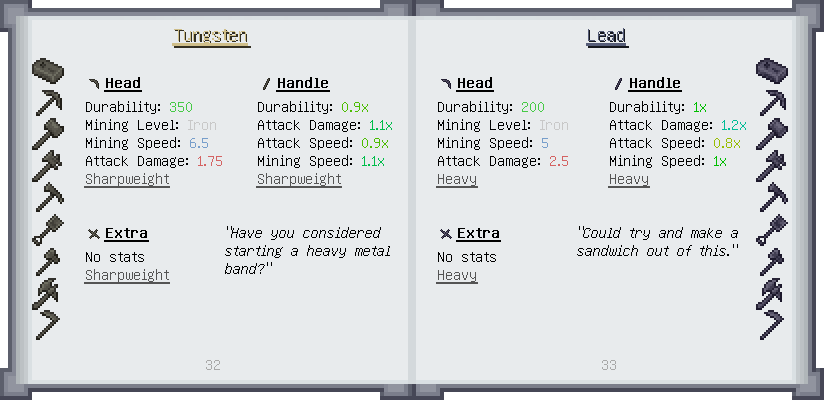 Tungsten
Head
Durability: 350
Mining Level: Iron
Mining Speed: 6.5
Attack Damage: 1.75
Sharpweight
Handle
Durability: 0.9x
Attack Damage: 1.1x
Attack Speed: 0.9x
Mining Speed: 1.1x
Sharpweight
Extra
No stats
Sharpweight
"Have you considered
starting a heavy metal
band?"
32
Lead
Head
Durability: 200
Mining Level: Iron
Mining Speed: 5
Attack Damage: 2.5
Heavy
Handle
Durability: 1x
Attack Damage: 1.2x
Attack Speed: 0.8x
Mining Speed: 1x
Heavy
Extra
No stats
Heavy
"Could try and make a
sandwich out of this."
33